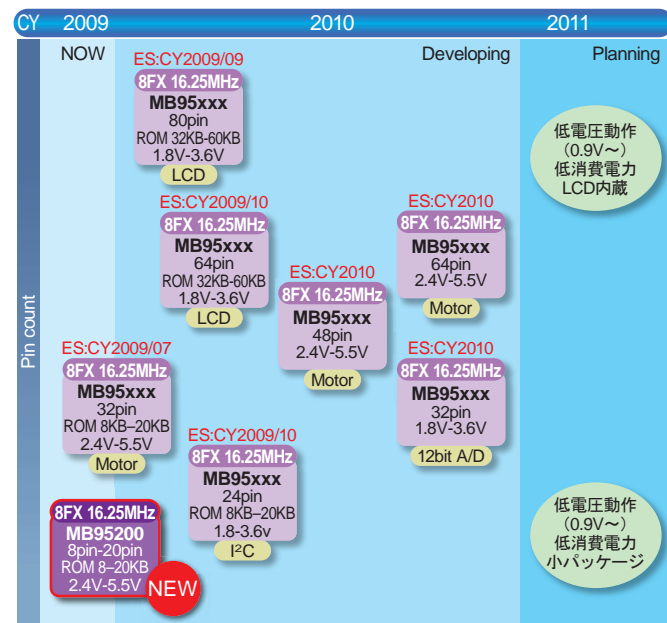 CY 2009 2010 2011
NOW Developing Planning
Pin count
ES:CY2009/09
8FX 16.25MHz
MB95xxx
80pin
ROM 32KB-60KB
1.8V-3.6V
LCD
低電圧動作
（0.9V〜）
低消費電力
LCD内蔵
ES:CY2009/10
8FX 16.25MHz
MB95xxx
64pin
ROM 32KB-60KB
1.8V-3.6V
LCD
ES:CY2010
8FX 16.25MHz
MB95xxx
48pin
2.4V-5.5V
Motor
ES:CY2010
8FX 16.25MHz
MB95xxx
64pin
2.4V-5.5V
Motor
ES:CY2009/07
8FX 16.25MHz
MB95xxx
32pin
ROM 8KB–20KB
2.4V-5.5V
Motor
ES:CY2009/10
8FX 16.25MHz
MB95xxx
24pin
ROM 8KB–20KB
1.8-3.6v
I²C
ES:CY2010
8FX 16.25MHz
MB95xxx
32pin
1.8V-3.6V
12bit A/D
8FX 16.25MHz
MB95200
8pin-20pin
ROM 8–20KB
2.4V-5.5V
NEW
低電圧動作
（0.9V〜）
低消費電力
小パッケージ